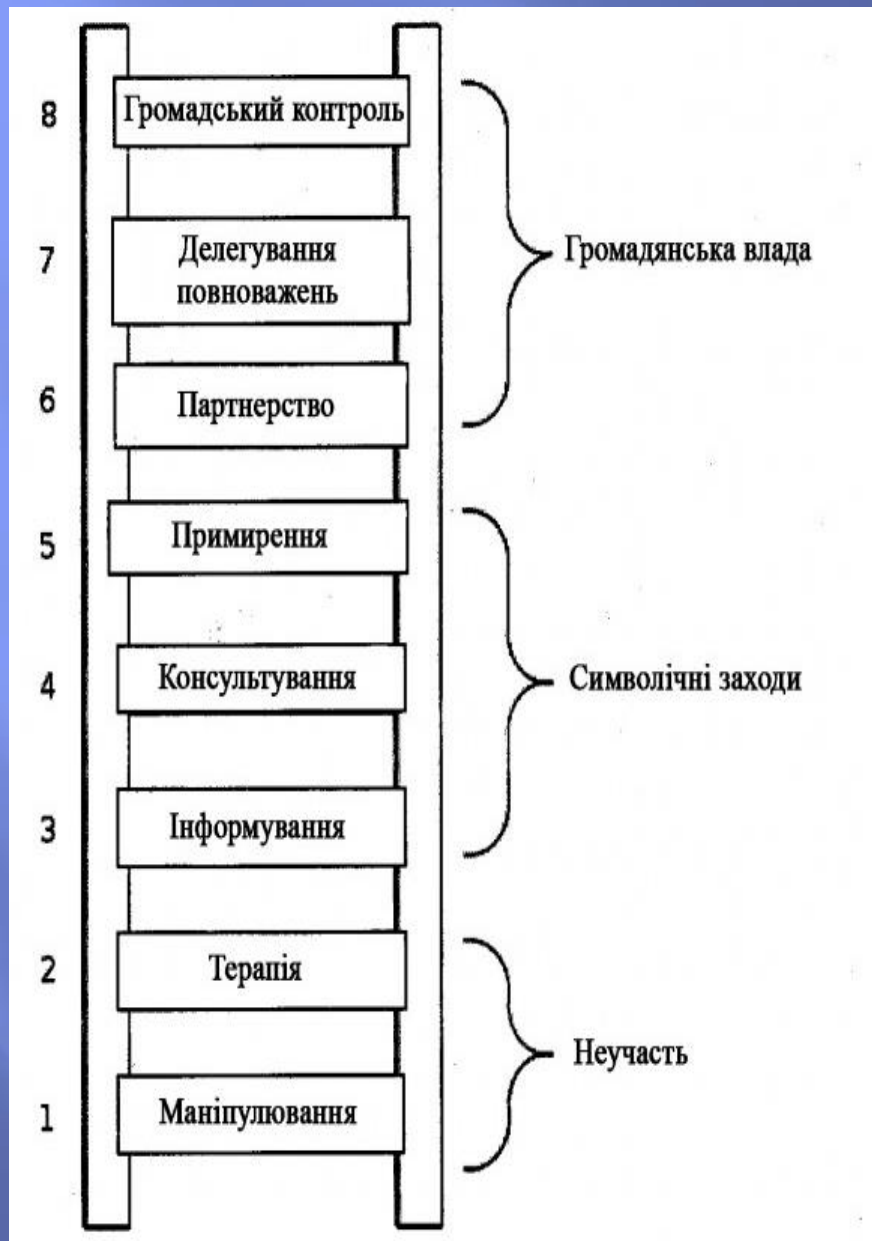 8 Громадський контроль
7 Делегування
повноважень
Громадянська влада
6 Партнерство
5 Примирення
4 Консультування
Символічні заходи
3 Інформування
2 Терапія
Неучасть
1 Маніпулювання